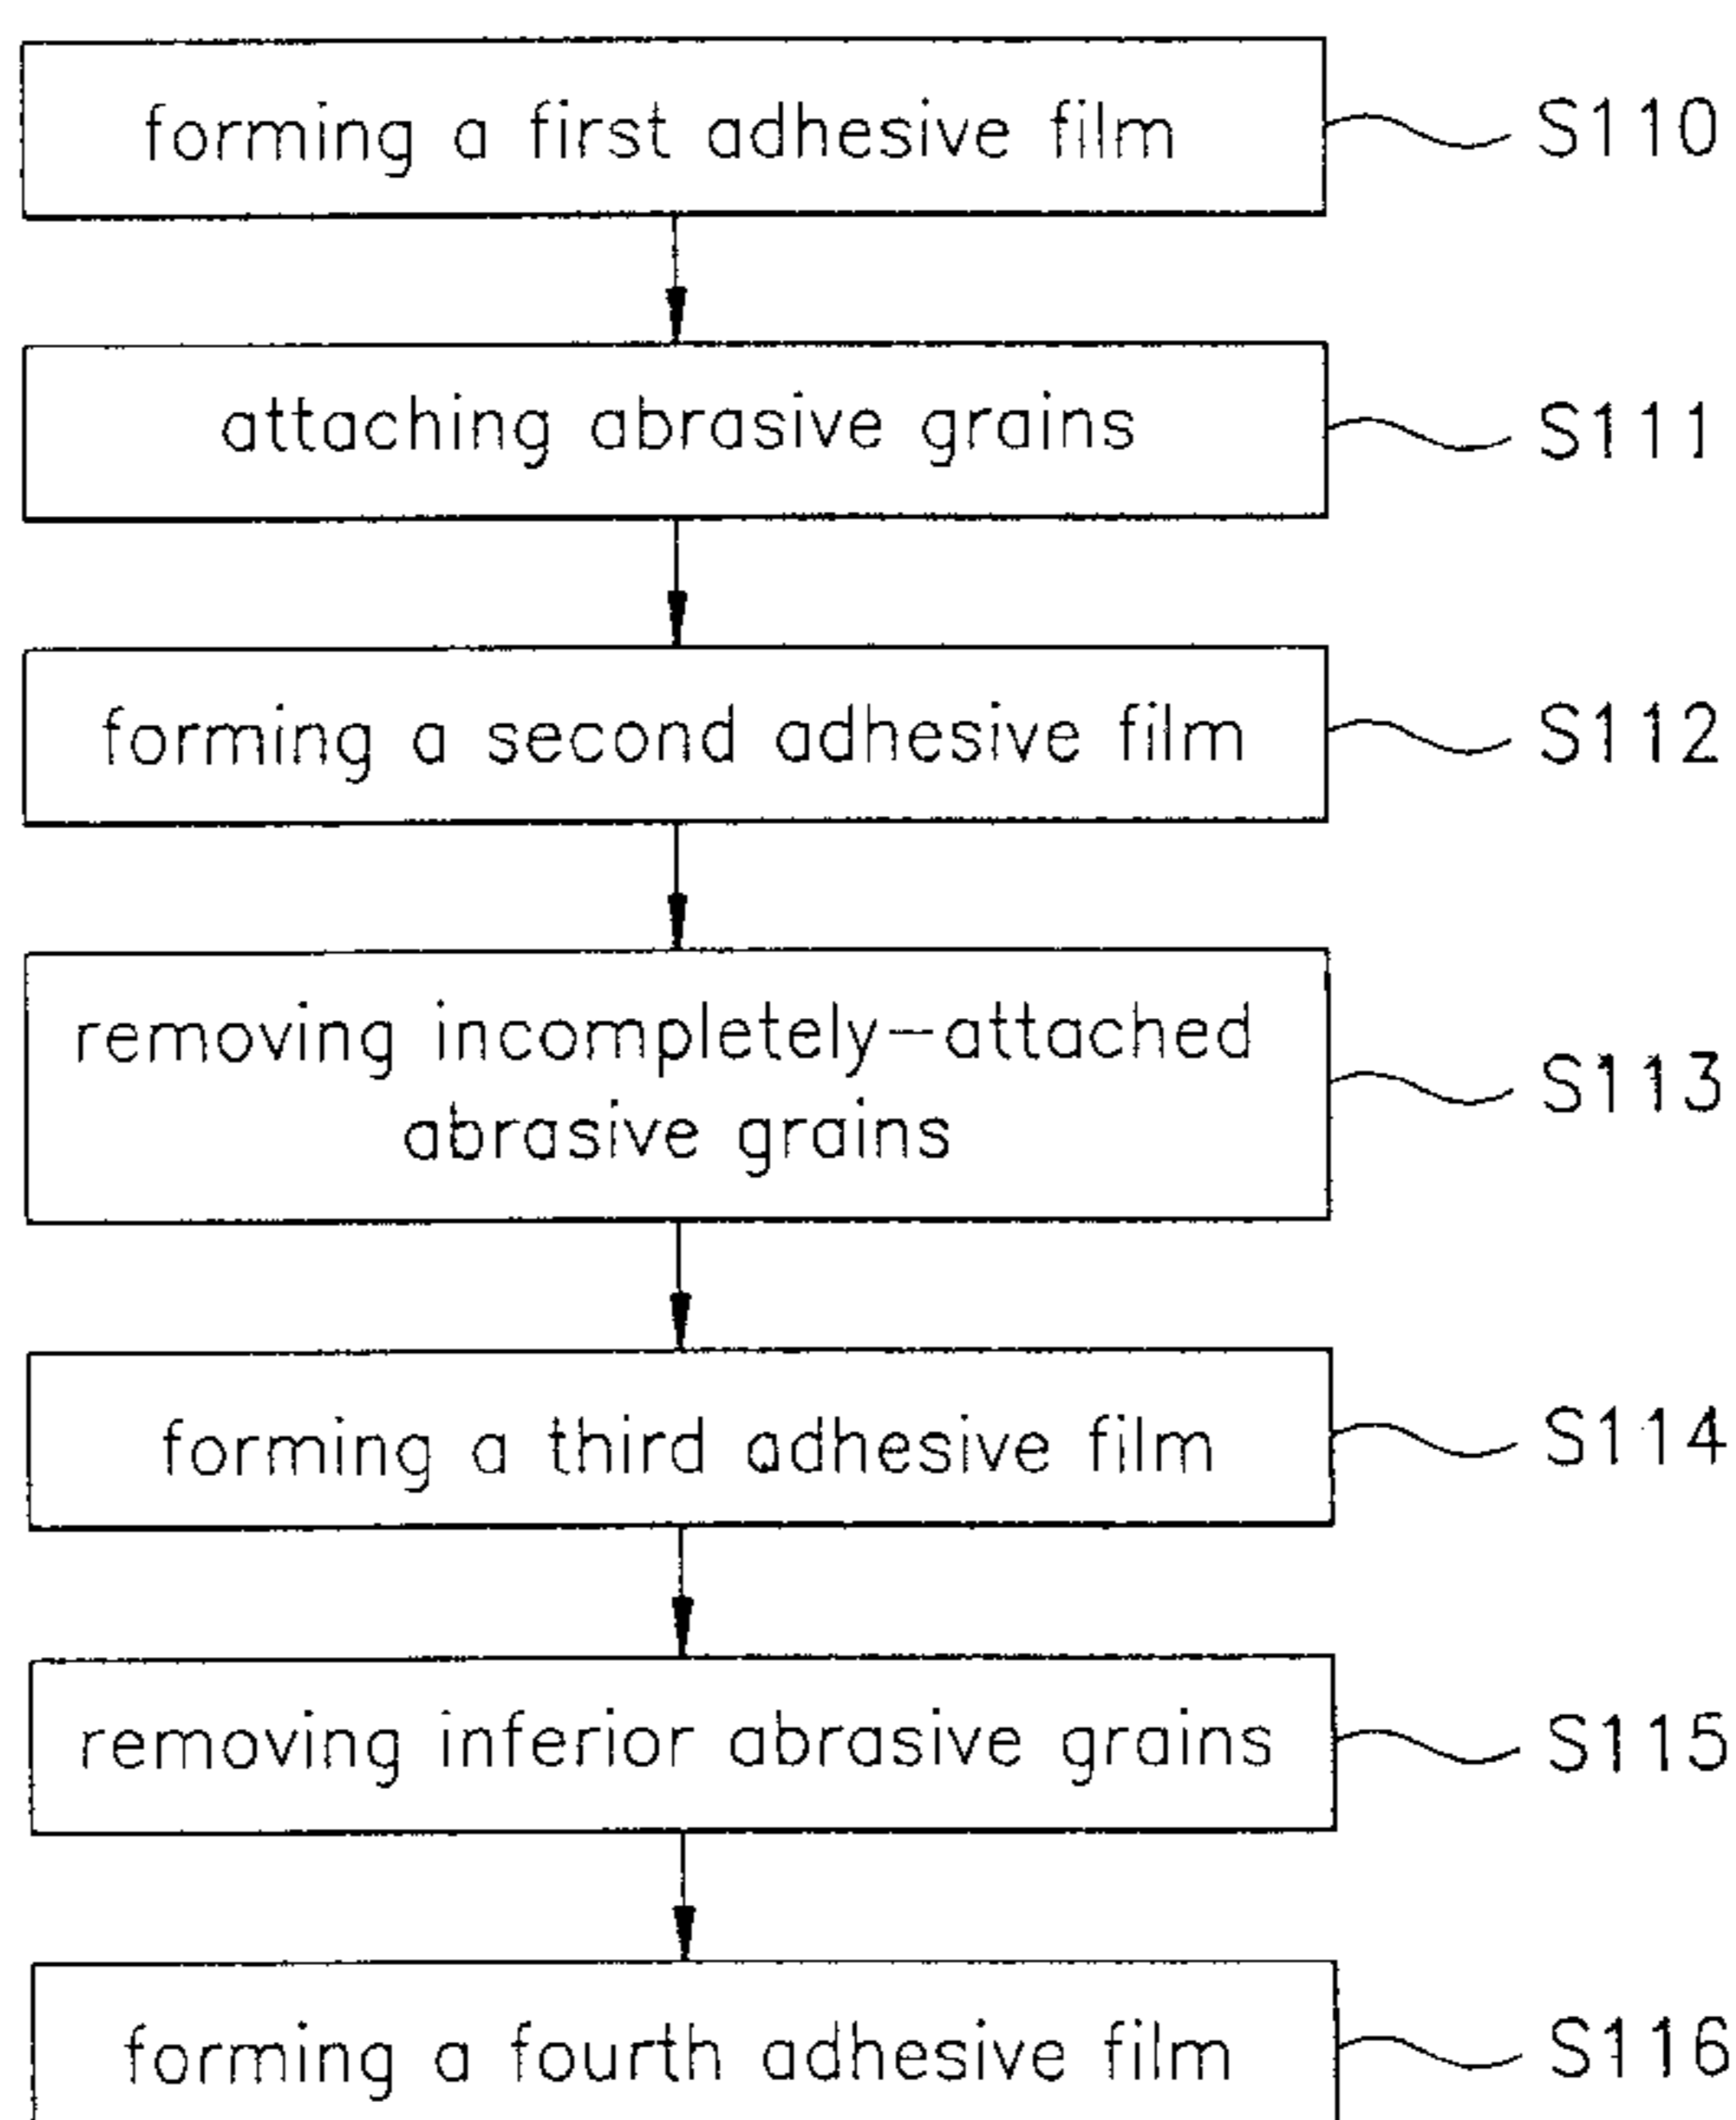 forming a first adhesive film S110
attaching abrasive grains S111
forming a second adhesive film S112
removing incompletely-attached
abrasive grains
S113
forming a third adhesive film S114
removing inferior abrasive grains S115
forming a fourth adhesive film S116